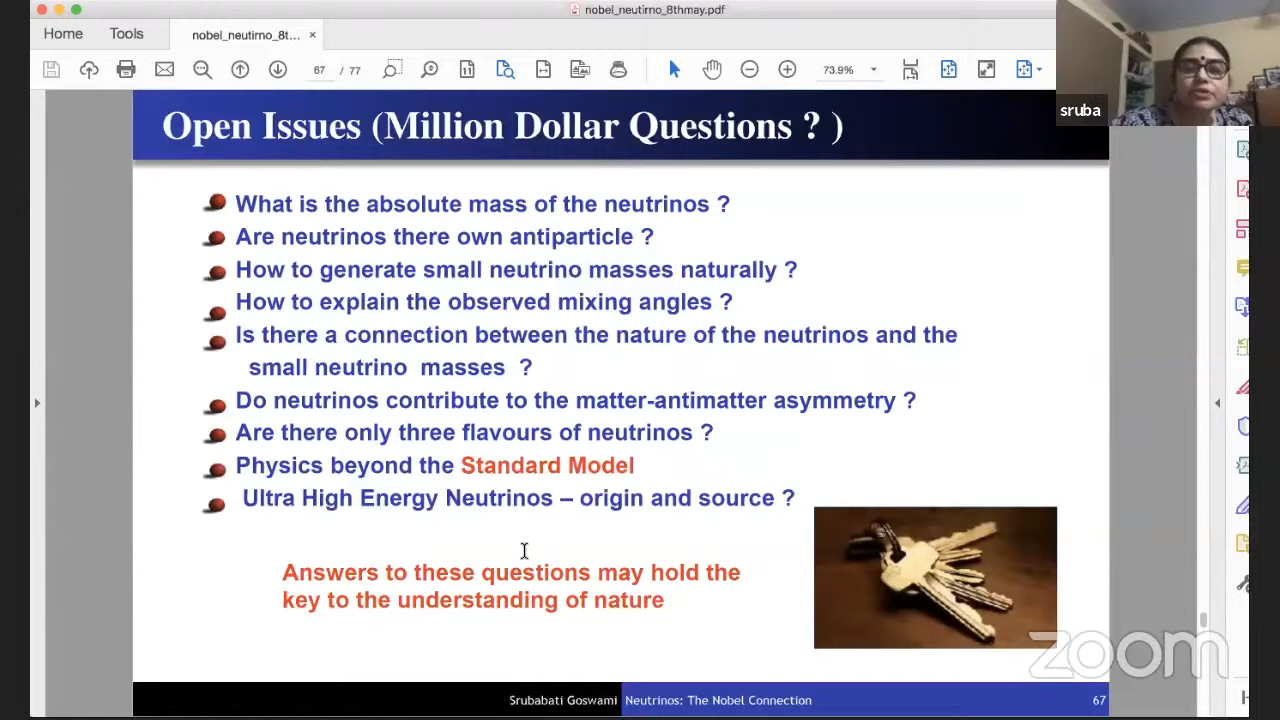 nobel_neutirno_8thmay.pdf
Home
Tools
nobel_neutirno_8t...
67 / 77
73.9%
sruba
Open Issues (Million Dollar Questions ? )
What is the absolute mass of the neutrinos ?
Are neutrinos there own antiparticle ?
How to generate small neutrino masses naturally ?
How to explain the observed mixing angles ?
Is there a connection between the nature of the neutrinos and the
small neutrino masses ?
Do neutrinos contribute to the matter-antimatter asymmetry ?
Are there only three flavours of neutrinos ?
Physics beyond the Standard Model
Ultra High Energy Neutrinos – origin and source ?
Answers to these questions may hold the
key to the understanding of nature
zoom
Srubabati Goswami
Neutrinos: The Nobel Connection
67